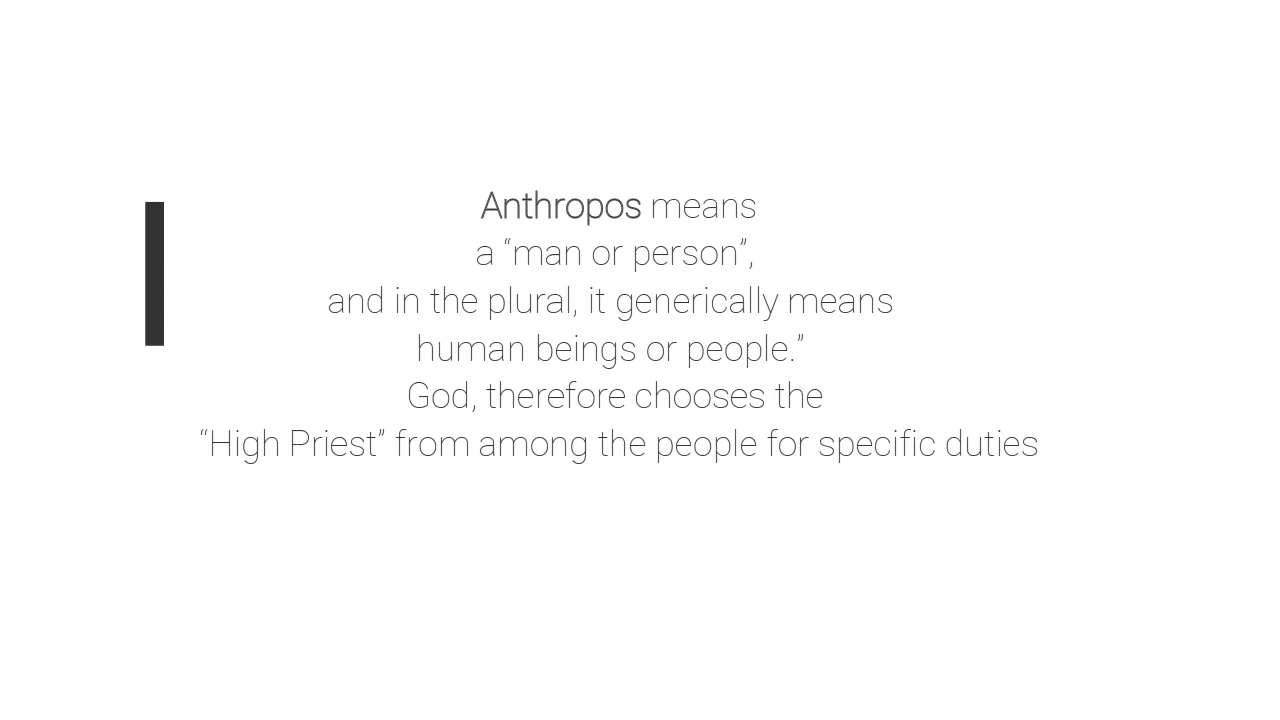 Anthropos means
a “man or person”,
and in the plural, it generically means
human beings or people.”
God, therefore chooses the
“High Priest” from among the people for specific duties